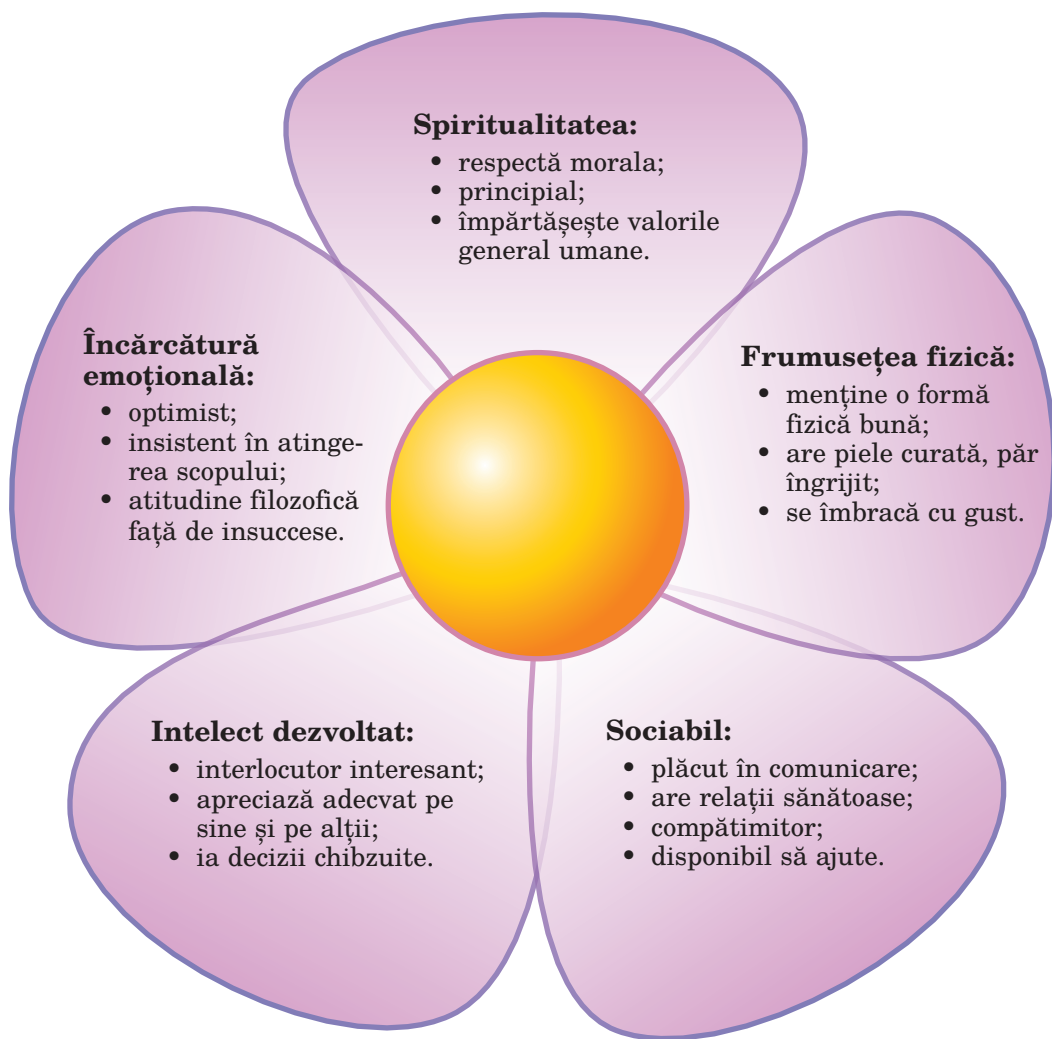 Spiritualitatea:
• respectă morala;
• principial;
• împărtășește valorile
general umane.
Încărcătură
emoțională:
• optimist;
• insistent în atinge-
rea scopului;
• atitudine filozofică
față de insuccese.
Frumusețea fizică:
• menține o formă
fizică bună;
• are piele curată, păr
îngrijit;
• se îmbracă cu gust.
Intelect dezvoltat:
• interlocutor interesant;
• apreciază adecvat pe
sine și pe alții;
• ia decizii chibzuite.
Sociabil:
• plăcut în comunicare;
• are relații sănătoase;
• compătimitor;
• disponibil să ajute.